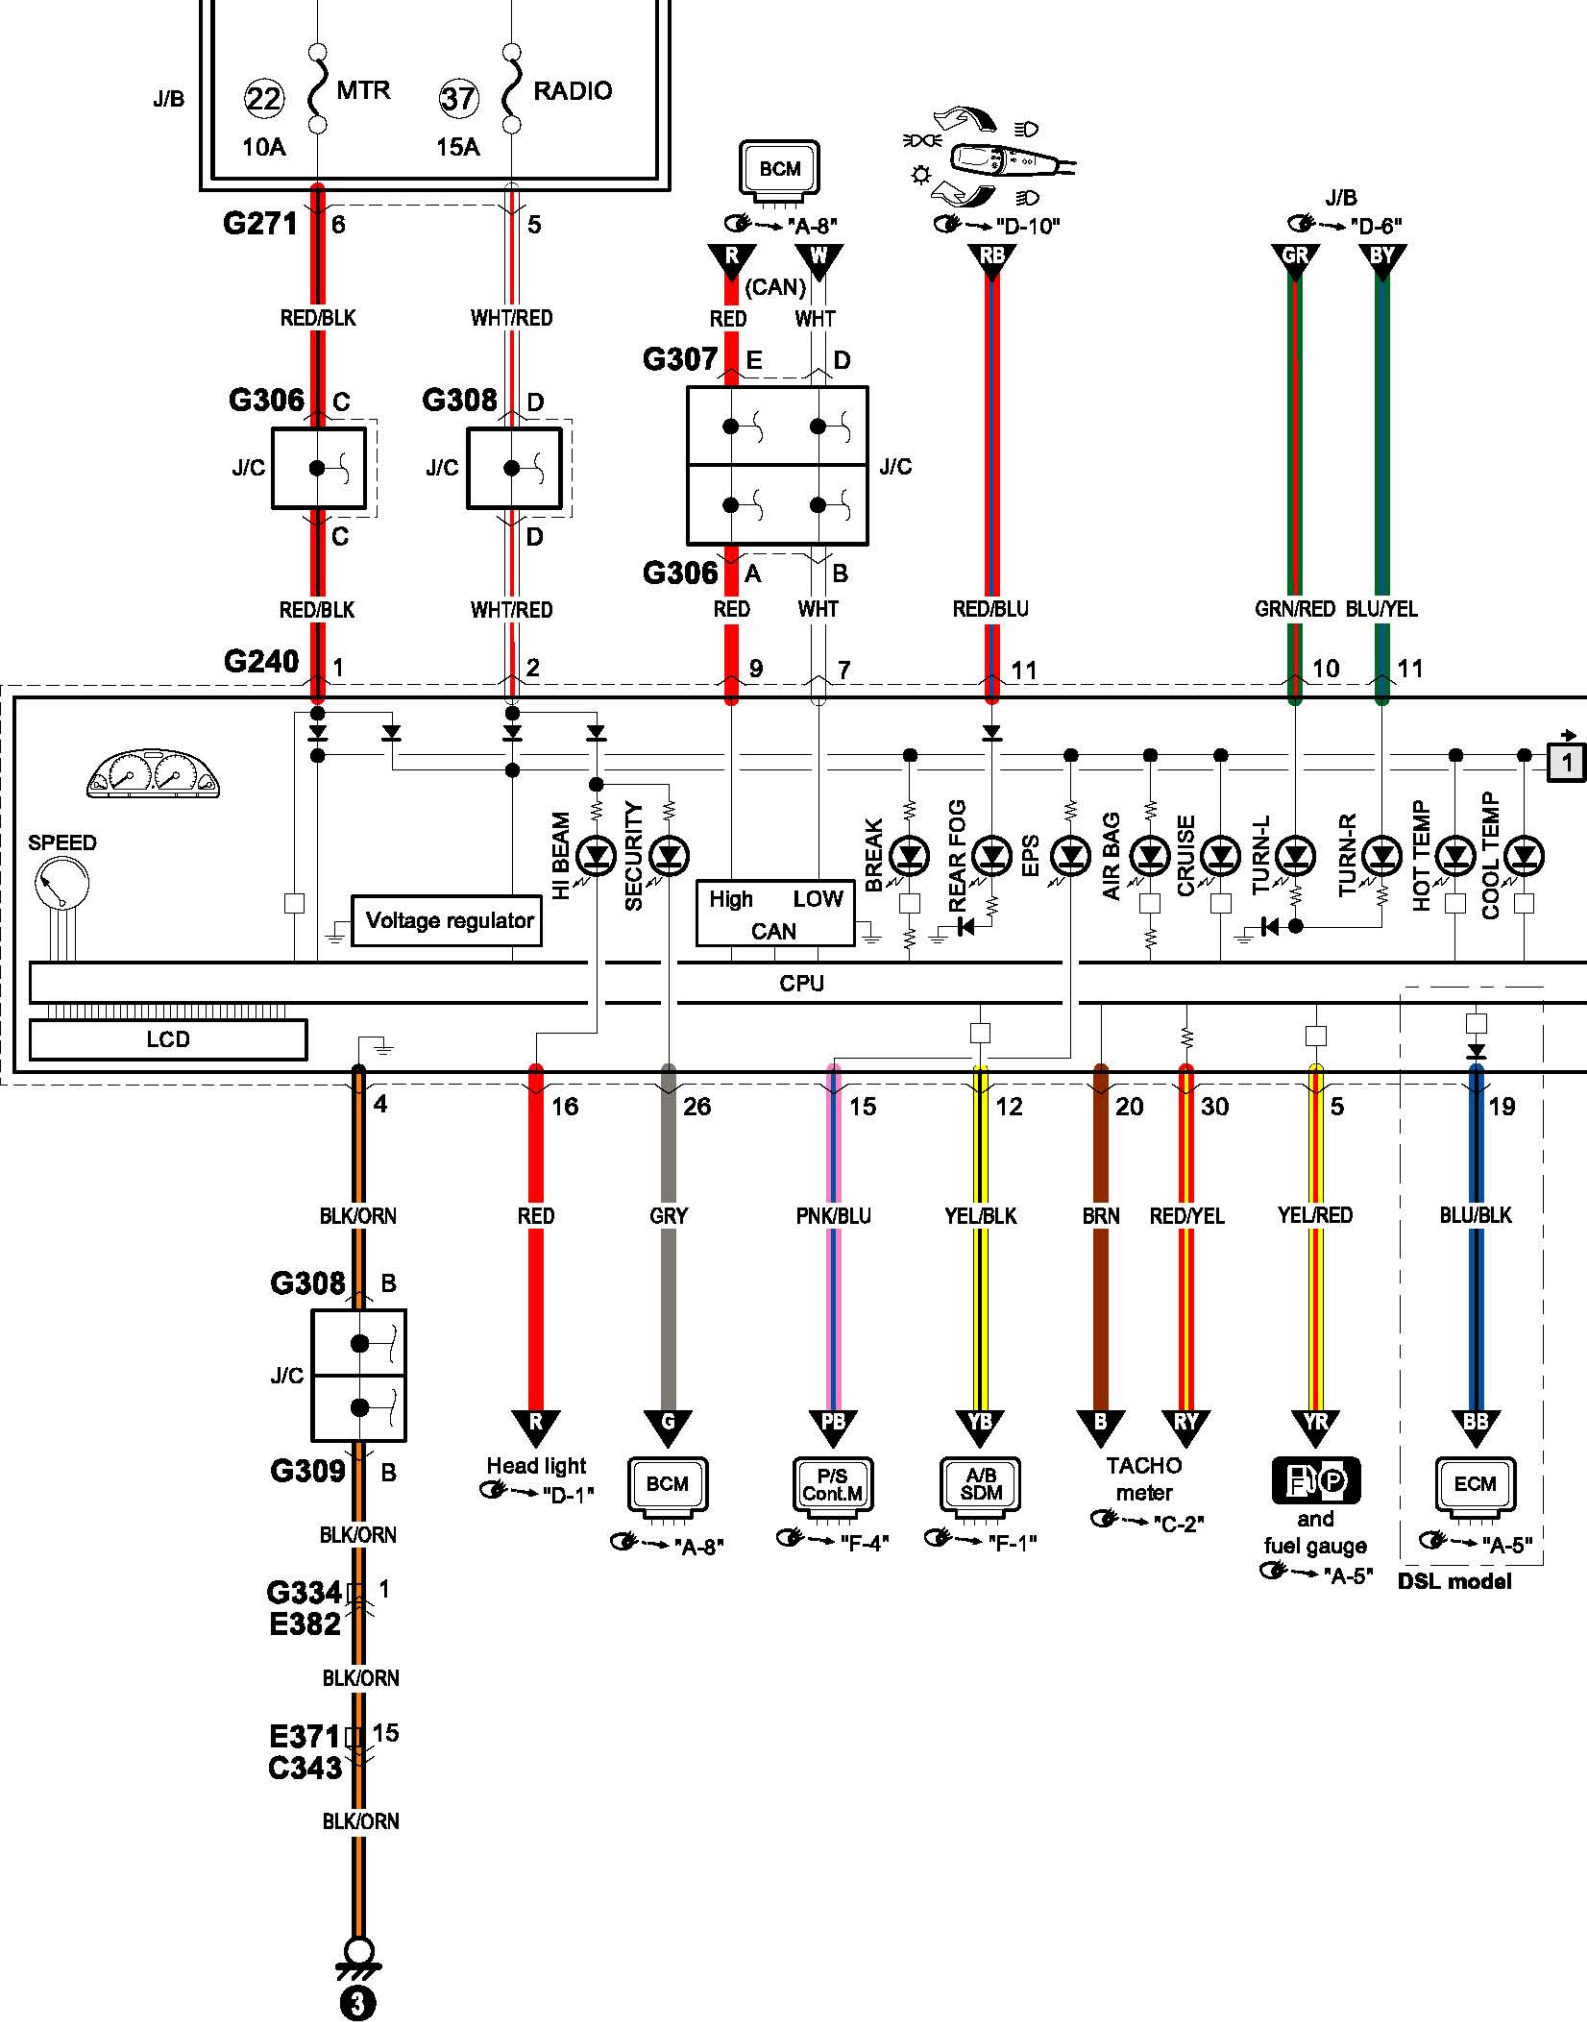 J/B
22
MTR
10A
37
RADIO
15A
BCM
"A-8"
"D-10"
J/B
"D-6"
G271
6
5
R
W
(CAN)
RB
GR
BY
RED/BLK
WHT/RED
RED
WHT
G307
E
D
G306
C
G308
D
J/C
J/C
J/C
C
D
G306
A
B
RED/BLK
WHT/RED
RED
WHT
RED/BLU
GRN/RED
BLU/YEL
G240
1
2
9
7
11
10
11
1
SPEED
HI BEAM
SECURITY
BREAK
REAR FOG
EPS
AIR BAG
CRUISE
TURN-L
TURN-R
HOT TEMP
COOL TEMP
Voltage regulator
High
LOW
CAN
CPU
LCD
4
16
26
15
12
20
30
5
19
BLK/ORN
RED
GRY
PNK/BLU
YEL/BLK
BRN
RED/YEL
YEL/RED
BLU/BLK
G308
B
J/C
G309
B
R
G
PB
YB
B
RY
YR
BB
Head light
"D-1"
BCM
"A-8"
P/S
Cont.M
"F-4"
A/B
SDM
"F-1"
TACHO
meter
"C-2"
F
P
and
fuel gauge
"A-5"
ECM
"A-5"
DSL model
BLK/ORN
G334
1
E382
BLK/ORN
E371
15
C343
BLK/ORN
3